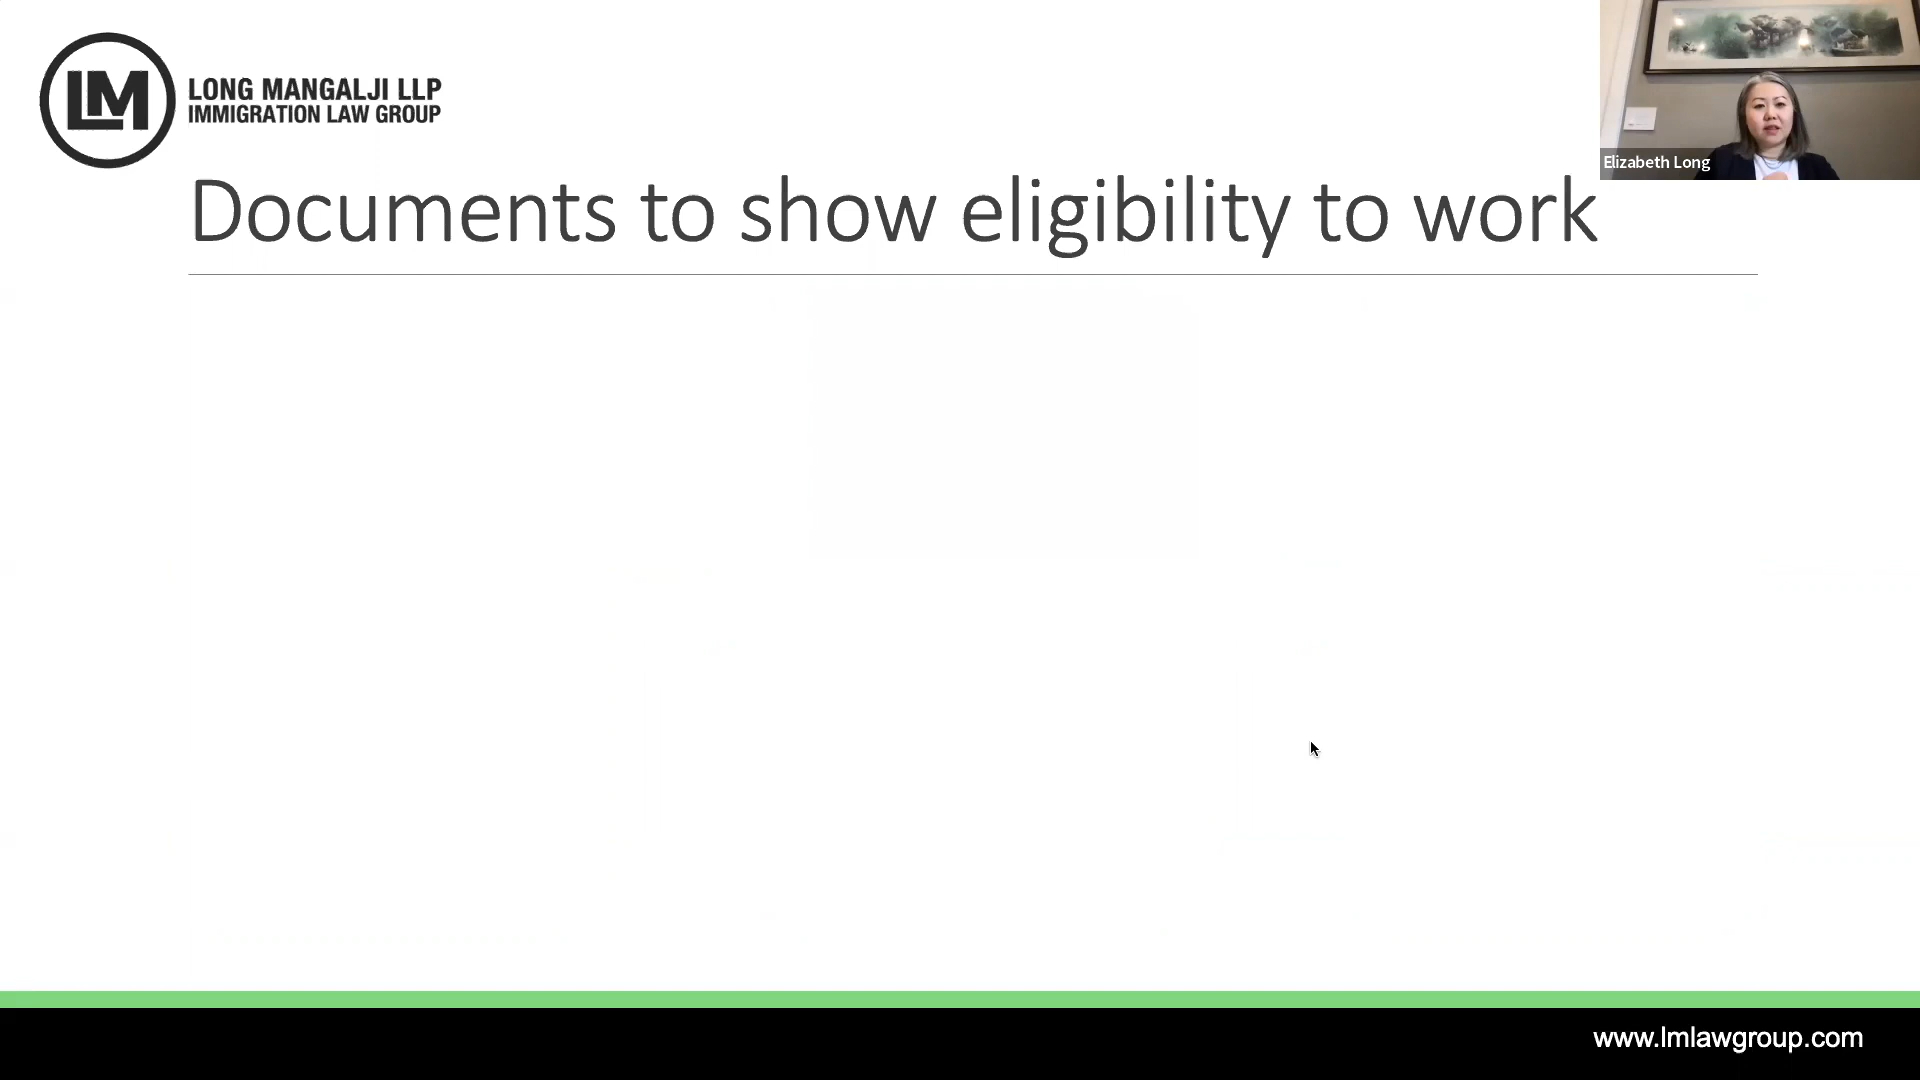 LM
LONG MANGALJI LLP
IMMIGRATION LAW GROUP
Elizabeth Long
Documents to show eligibility to work
www.lmlawgroup.com